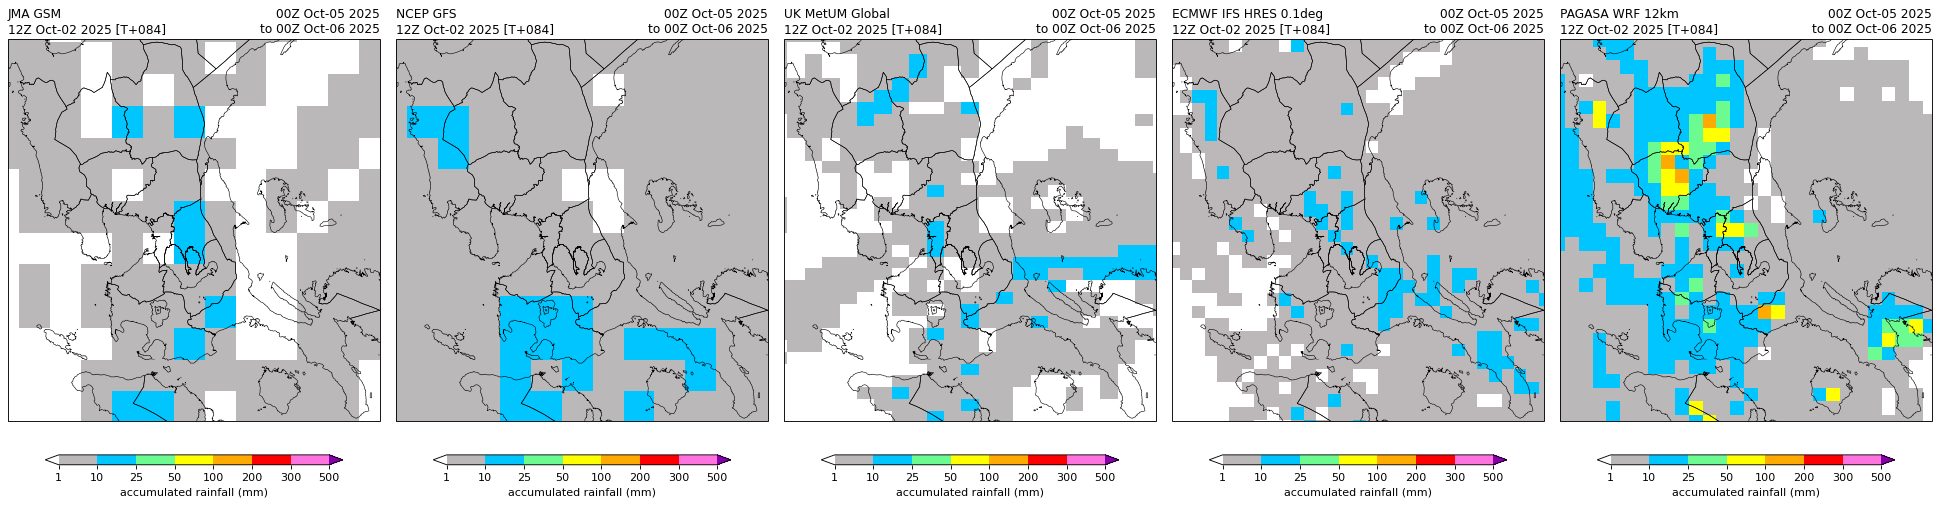 JMA GSM 00Z Oct-05 2025
12Z Oct-02 2025 [T+084] to 00Z Oct-06 2025
NCEP GFS 00Z Oct-05 2025
12Z Oct-02 2025 [T+084] to 00Z Oct-06 2025
UK MetUM Global 00Z Oct-05 2025
12Z Oct-02 2025 [T+084] to 00Z Oct-06 2025
ECMWF IFS HRES 0.1deg 00Z Oct-05 2025
12Z Oct-02 2025 [T+084] to 00Z Oct-06 2025
PAGASA WRF 12km 00Z Oct-05 2025
12Z Oct-02 2025 [T+084] to 00Z Oct-06 2025
1 10 25 50 100 200 300 500
accumulated rainfall (mm)
1 10 25 50 100 200 300 500
accumulated rainfall (mm)
1 10 25 50 100 200 300 500
accumulated rainfall (mm)
1 10 25 50 100 200 300 500
accumulated rainfall (mm)
1 10 25 50 100 200 300 500
accumulated rainfall (mm)